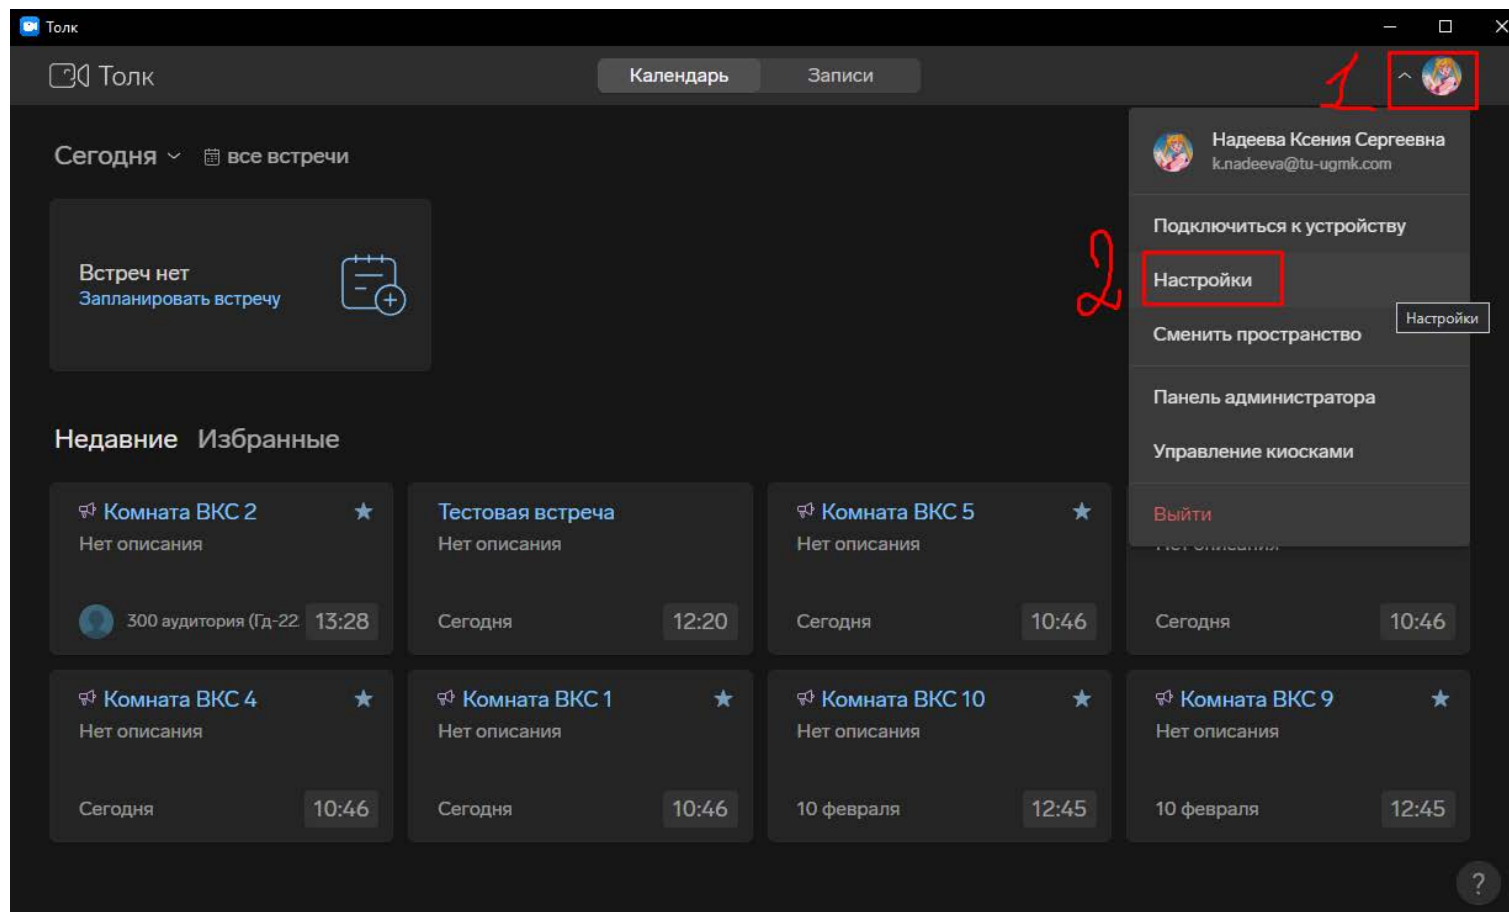 Толк
Толк
Календарь
Записи
1
Сегодня
все встречи
Надеева Ксения Сергеевна
k.nadeeva@tu-ugmk.com
Подключиться к устройству
2
Настройки
Настройки
Сменить пространство
Панель администратора
Управление киосками
Выйти
Встреч нет
Запланировать встречу
Недавние
Избранные
Комната ВКС 2
Нет описания
300 аудитория (Гд-22
13:28
Тестовая встреча
Нет описания
Сегодня
12:20
Комната ВКС 5
Нет описания
Сегодня
10:46
Нет описания
Сегодня
10:46
Комната ВКС 4
Нет описания
Сегодня
10:46
Комната ВКС 1
Нет описания
Сегодня
10:46
Комната ВКС 10
Нет описания
10 февраля
12:45
Комната ВКС 9
Нет описания
10 февраля
12:45
?